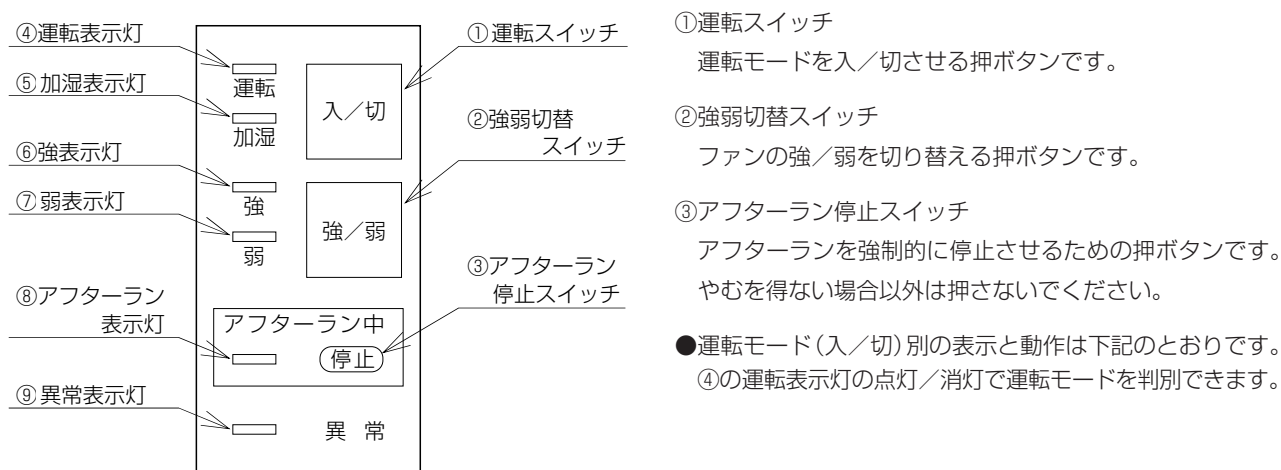 ④運転表示灯
⑤加湿表示灯
⑥強表示灯
⑦弱表示灯
⑧アフターラン
表示灯
⑨異常表示灯
運転
加湿
強
弱
入／切
強／弱
アフターラン中
停止
異 常
①運転スイッチ
②強弱切替
スイッチ
③アフターラン
停止スイッチ
①運転スイッチ
運転モードを入／切させる押ボタンです。
②強弱切替スイッチ
ファンの強／弱を切り替える押ボタンです。
③アフターラン停止スイッチ
アフターランを強制的に停止させるための押ボタンです。
やむを得ない場合以外は押さないでください。
●運転モード(入／切)別の表示と動作は下記のとおりです。
④の運転表示灯の点灯／消灯で運転モードを判別できます。